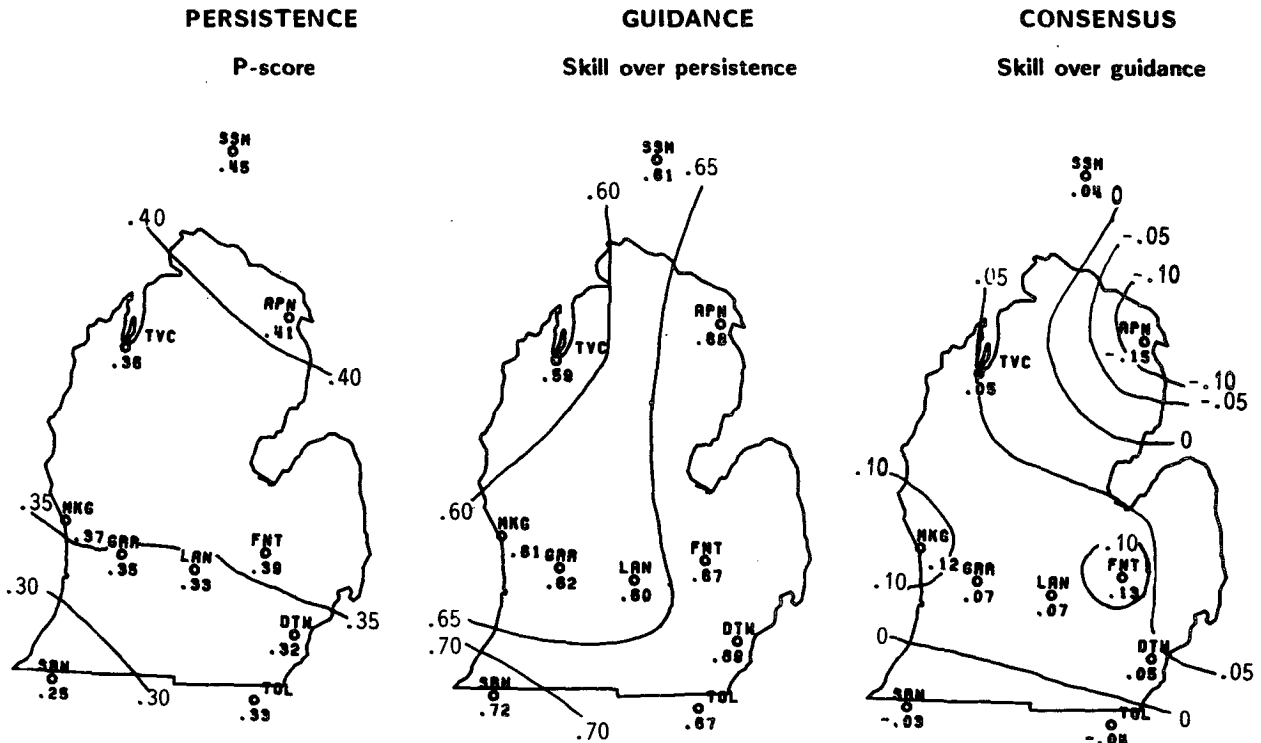 PERSISTENCE
P-score
SSM
.45
.40
APN
.41
TVC
.36
.40
.35
MKG
.37
GRR
.35
LAN
.33
FNT
.39
.30
.35
DTW
.32
SBN
.25
.30
TOL
.33
GUIDANCE
Skill over persistence
SSM
.61
.65
.60
APN
.68
TVC
.59
.60
MKG
.61
GRR
.62
LAN
.60
FNT
.67
.65
DTW
.69
.70
SBN
.72
TOL
.67
.70
CONSENSUS
Skill over guidance
SSM
.04
0
-.05
.05
-.10
APN
-.15
TVC
.05
-.10
-.05
0
.10
MKG
.12
GRR
.07
LAN
.07
.10
FNT
.13
.10
0
DTW
.05
.05
SBN
-.03
TOL
0